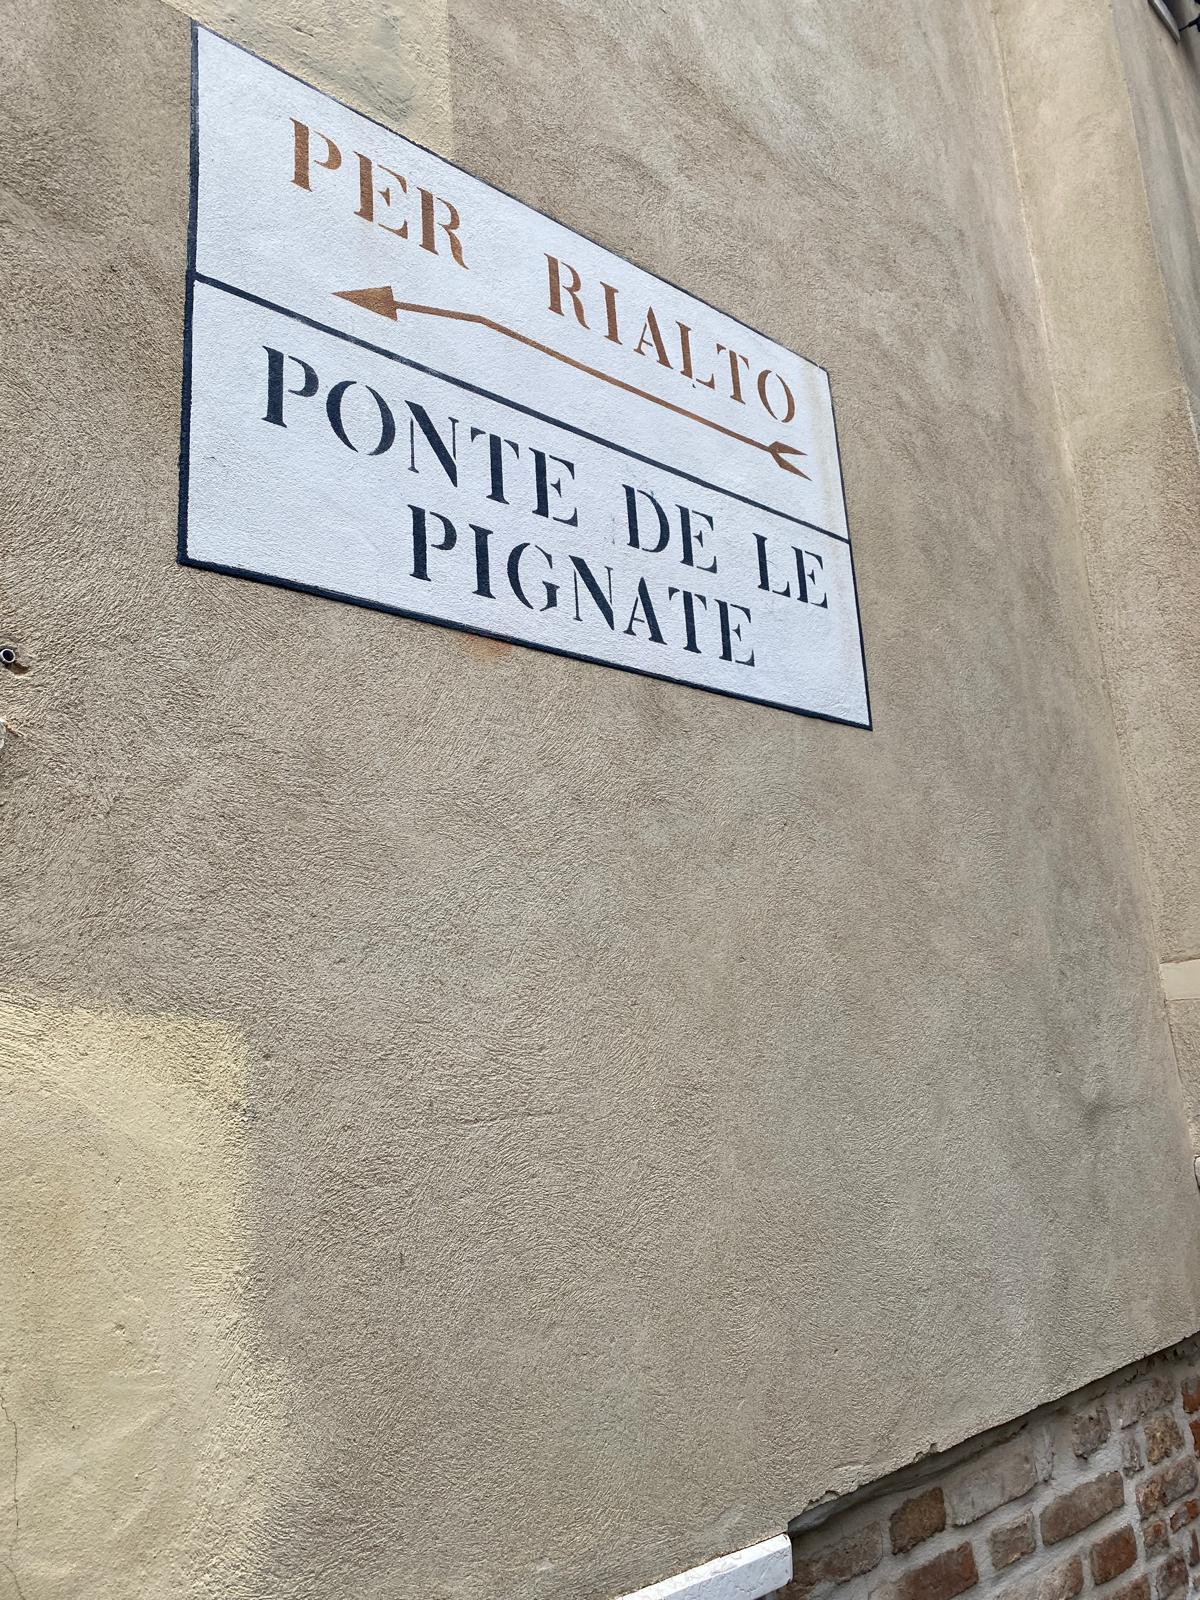 PER RIALTO
PONTE DE LE
PIGNATE